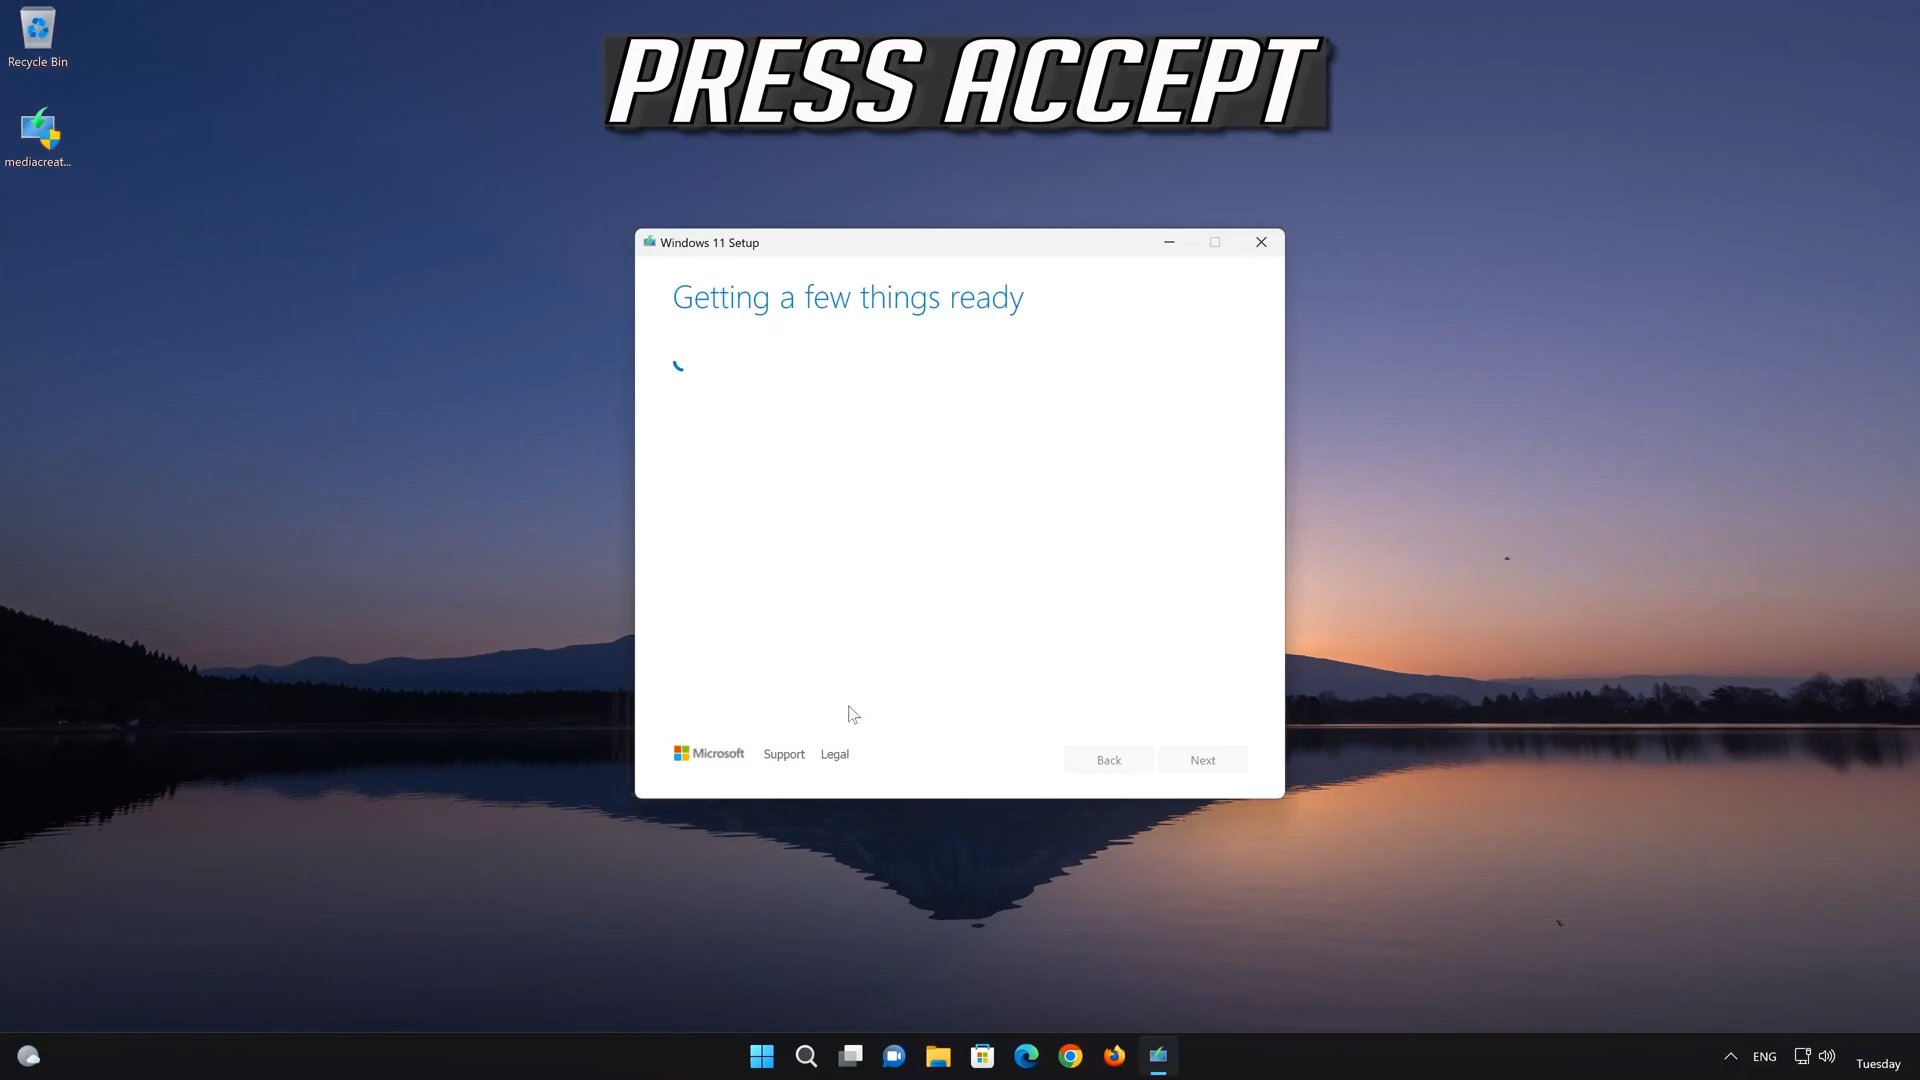 PRESS ACCEPT
Recycle Bin
mediacreat...
Windows 11 Setup
Getting a few things ready
Microsoft Support Legal
Back Next
ENG
Tuesday